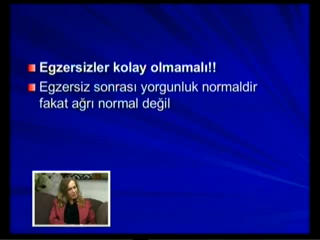 Egzersizler kolay olmamalı!!
Egzersiz sonrası yorgunluk normaldir
fakat ağrı normal değil